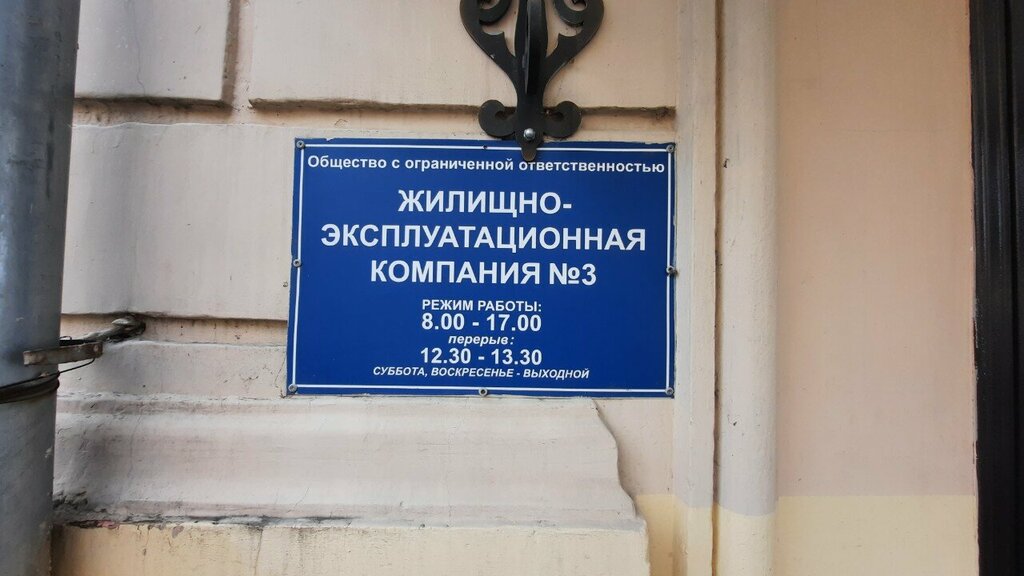 Общество с ограниченной ответственностью
ЖИЛИЩНО-
ЭКСПЛУАТАЦИОННАЯ
КОМПАНИЯ №3
РЕЖИМ РАБОТЫ:
8.00 - 17.00
перерыв:
12.30 - 13.30
СУББОТА, ВОСКРЕСЕНЬЕ - ВЫХОДНОЙ